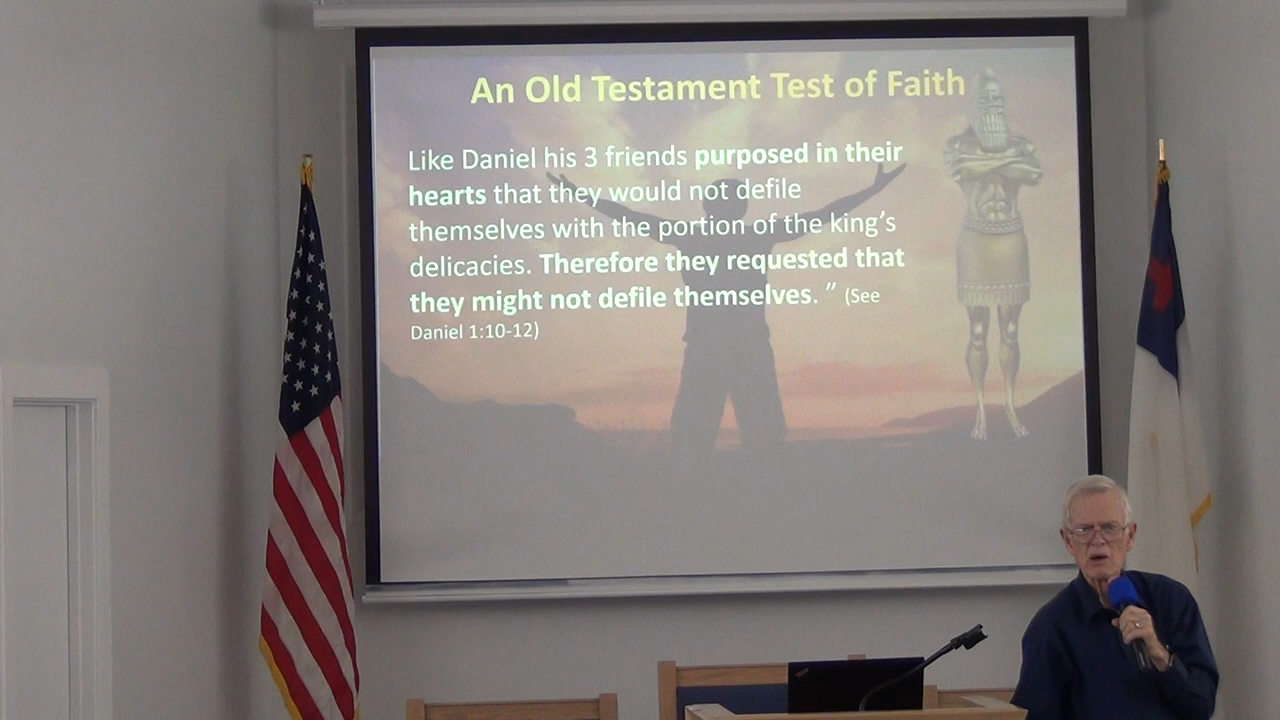 An Old Testament Test of Faith
Like Daniel his 3 friends purposed in their
hearts that they would not defile
themselves with the portion of the king's
delicacies. Therefore they requested that
they might not defile themselves. ” (See
Daniel 1:10-12)